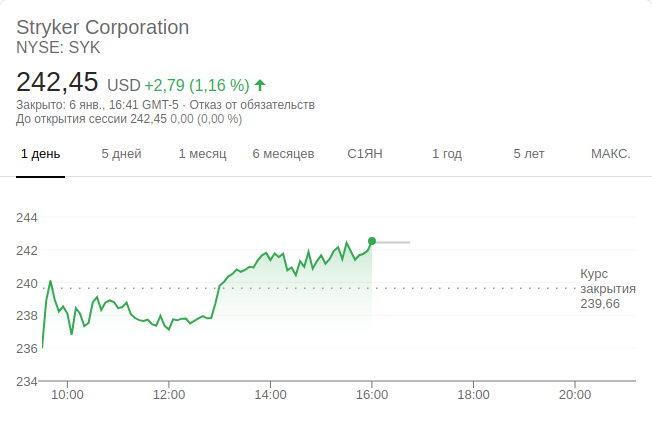 Stryker Corporation
NYSE: SYK
242,45 USD +2,79 (1,16 %)
Закрыто: 6 янв., 16:41 GMT-5 · Отказ от обязательств
До открытия сессии 242,45 0,00 (0,00 %)
1 день 5 дней 1 месяц 6 месяцев С1ЯН 1 год 5 лет МАКС.
244
242
240
238
236
234
Курс
закрытия
239,66
10:00 12:00 14:00 16:00 18:00 20:00